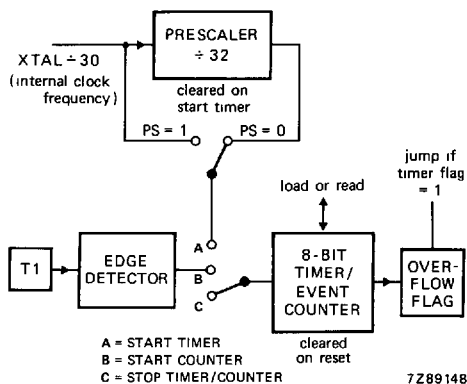 PRESCALER
÷ 32
XTAL ÷ 30
(internal clock
frequency)
cleared on
start timer
PS = 1
PS = 0
jump if
timer flag
= 1
load or read
T1
EDGE
DETECTOR
A
B
C
8-BIT
TIMER/
EVENT
COUNTER
OVER-
FLOW
FLAG
cleared
on reset
A = START TIMER
B = START COUNTER
C = STOP TIMER/COUNTER
7Z89148